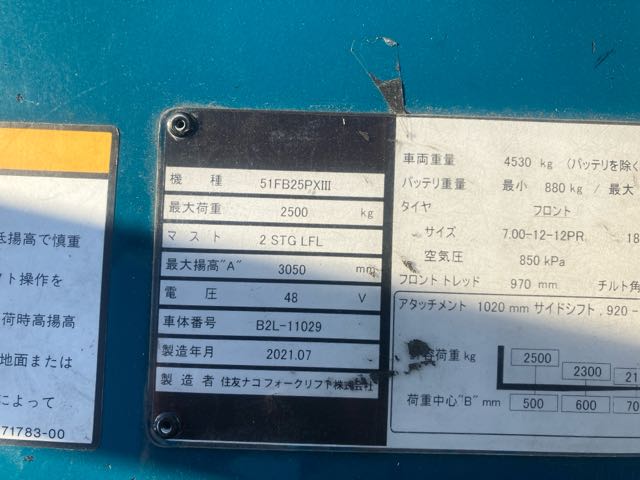 低揚高で慎重
フト操作を
荷時高揚高
地面または
によって
71783-00
機種 51FB25PXIII
最大荷重 2500 kg
マスト 2 STG LFL
最大揚高"A" 3050 mm
電圧 48 V
車体番号 B2L-11029
製造年月 2021.07
製造者 住友ナコフォークリフト株式会社
車両重量 4530 kg (バッテリを除く
バッテリ重量 最小 880 kg / 最大
タイヤ フロント
サイズ 7.00-12-12PR 18
空気圧 850 kPa
フロントトレッド 970 mm チルト角
アタッチメント 1020 mm サイドシフト, 920-
荷重 kg 2500 2300 21
荷重中心"B" mm 500 600 70